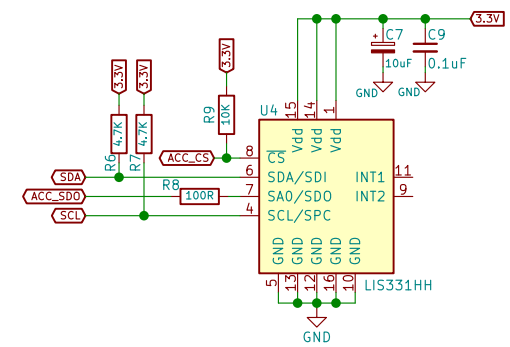 3.3V
C7
10uF
GND
C9
0.1uF
GND
3.3V
3.3V
3.3V
R9
10K
R6
4.7K
R7
4.7K
U4
15
14
1
Vdd
Vdd
Vdd
ACC_CS
8
CS
SDA
6
SDA/SDI
INT1
11
ACC_SDO
R8
100R
7
SA0/SDO
INT2
9
SCL
4
SCL/SPC
GND
GND
GND
GND
GND
5
13
12
16
10
LIS331HH
GND